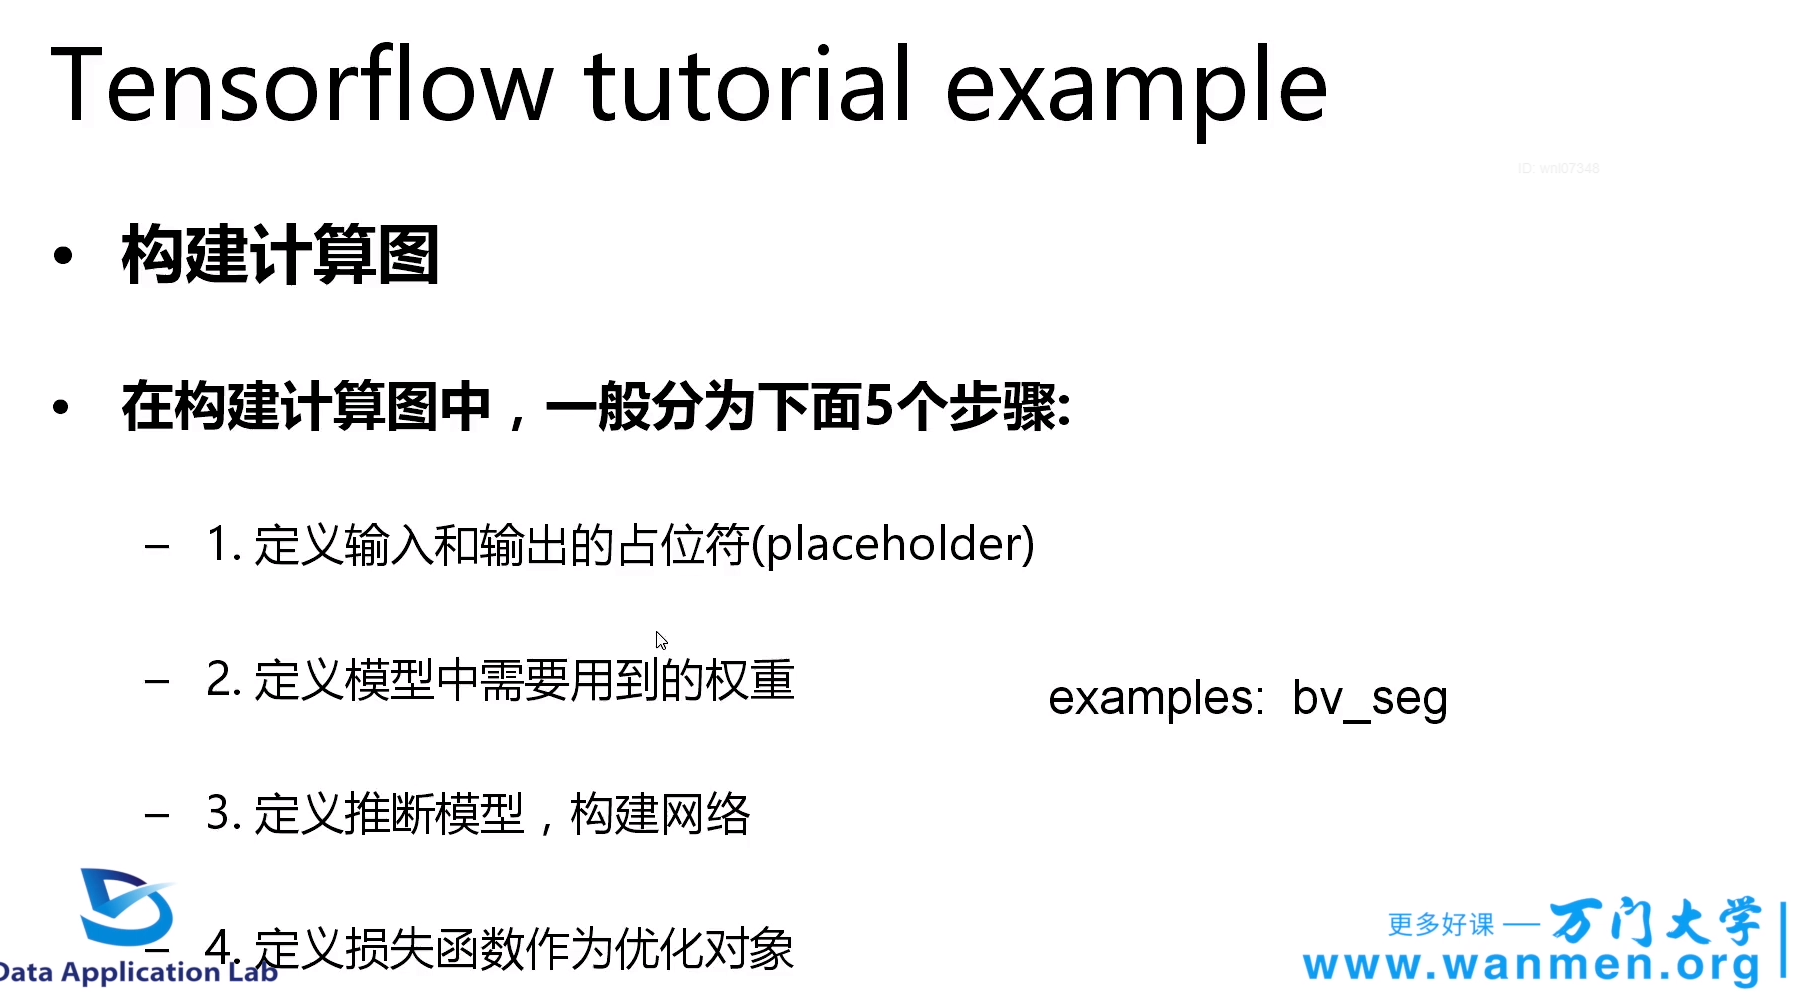 Tensorflow tutorial example
ID: wnl07348
• 构建计算图
• 在构建计算图中，一般分为下面5个步骤:
– 1. 定义输入和输出的占位符(placeholder)
– 2. 定义模型中需要用到的权重
examples: bv_seg
– 3. 定义推断模型，构建网络
– 4. 定义损失函数作为优化对象
Data Application Lab
更多好课 — 万门大学
www.wanmen.org